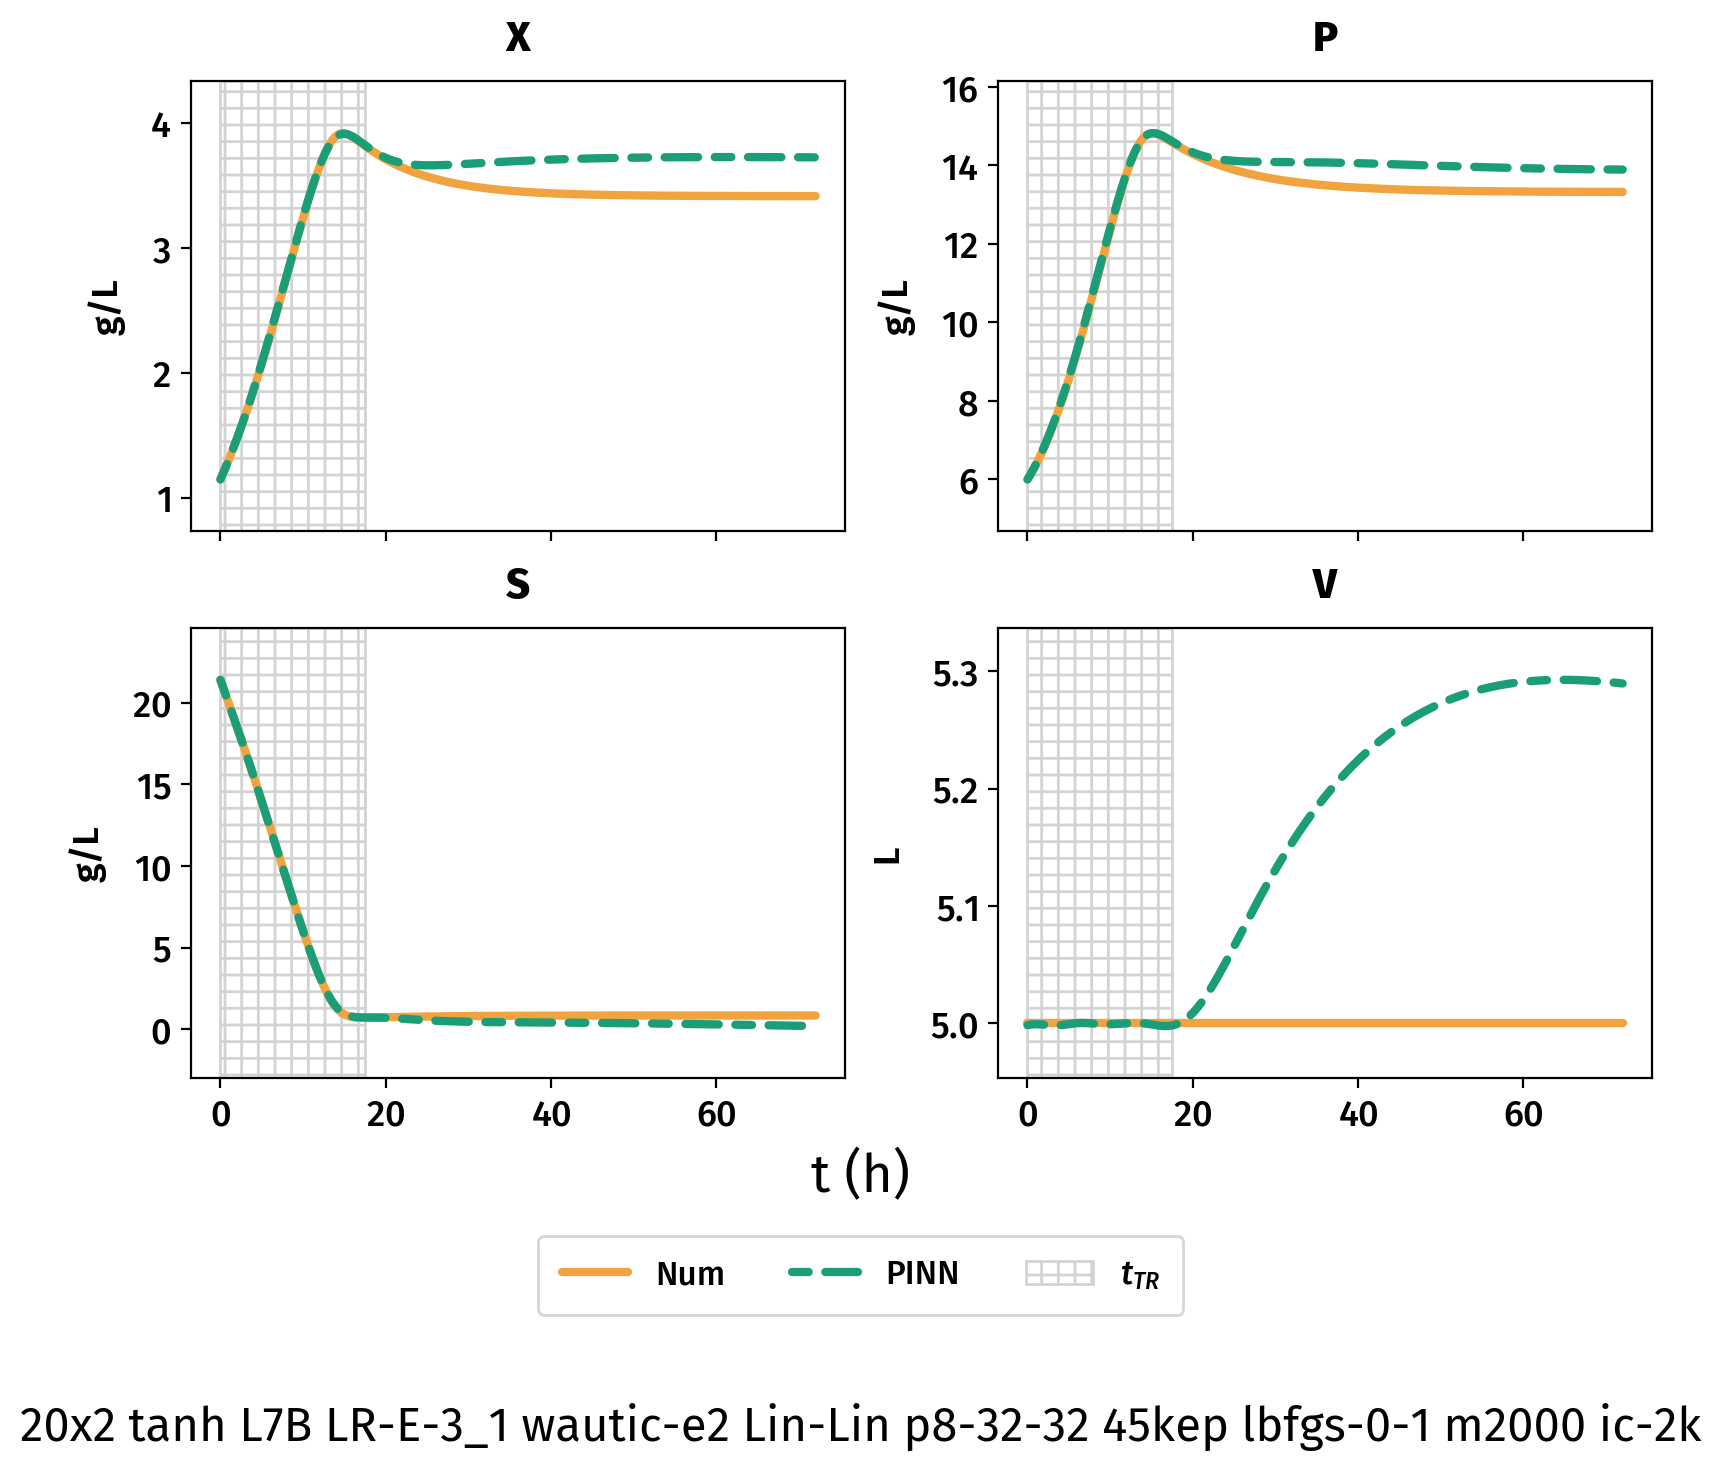 X
P
4
3
2
1
g/L
16
14
12
10
8
6
g/L
S
V
20
15
10
5
0
g/L
5.3
5.2
5.1
5.0
L
0 20 40 60
0 20 40 60
t (h)
Num PINN tTR
20x2 tanh L7B LR-E-3_1 wautic-e2 Lin-Lin p8-32-32 45kep lbfgs-0-1 m2000 ic-2k